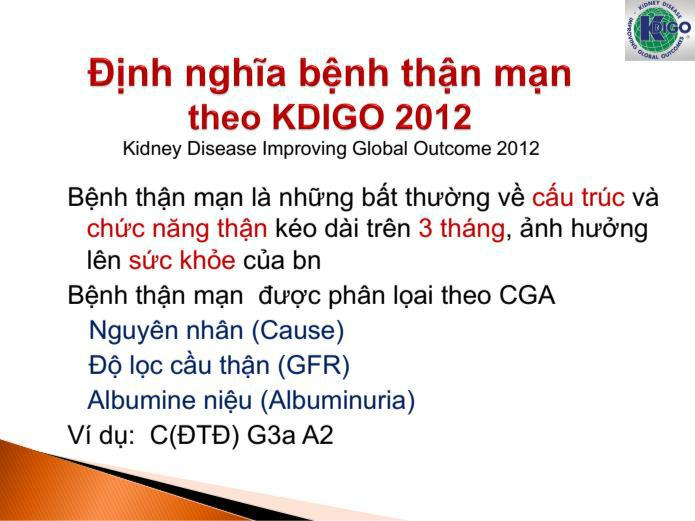 KIDNEY DISEASE
KDIGO
IMPROVING GLOBAL OUTCOMES
Định nghĩa bệnh thận mạn
theo KDIGO 2012
Kidney Disease Improving Global Outcome 2012
Bệnh thận mạn là những bất thường về cấu trúc và
chức năng thận kéo dài trên 3 tháng, ảnh hưởng
lên sức khỏe của bn
Bệnh thận mạn được phân lọai theo CGA
Nguyên nhân (Cause)
Độ lọc cầu thận (GFR)
Albumine niệu (Albuminuria)
Ví dụ: C(ĐTĐ) G3a A2